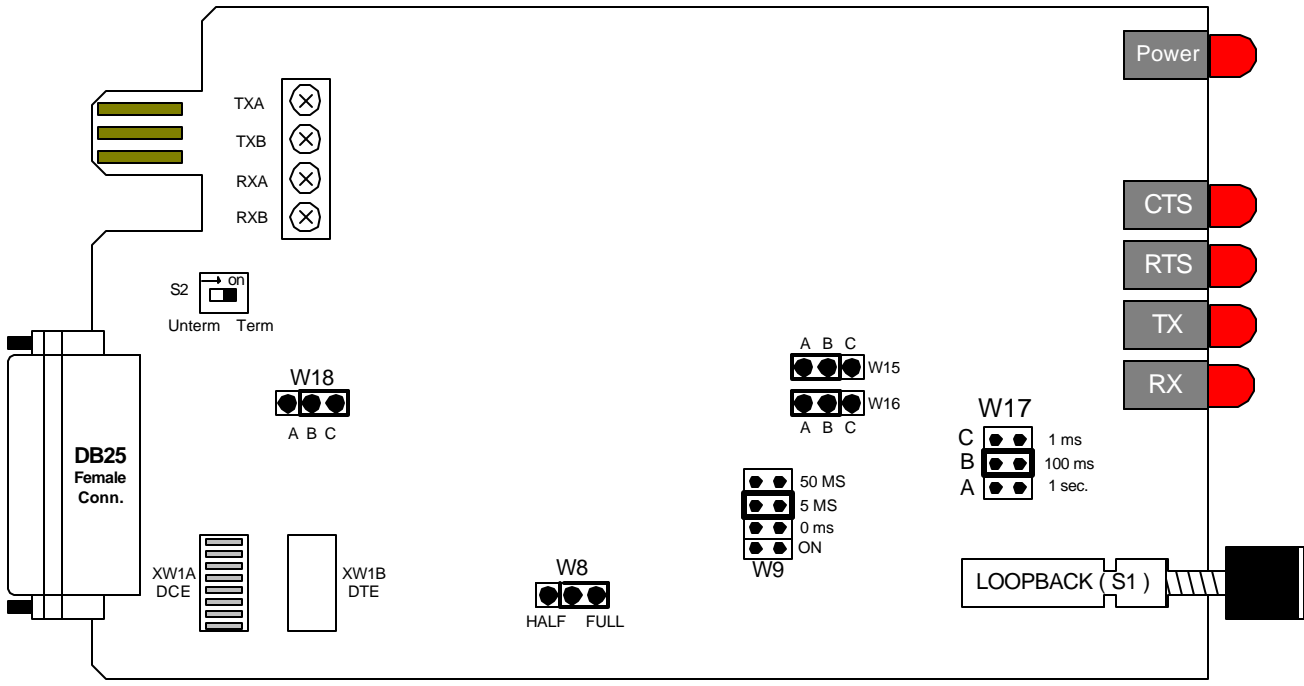 Power
TXA
TXB
RXA
RXB
CTS
RTS
TX
RX
S2
on
Unterm Term
W18
A B C
DB25
Female
Conn.
A B C
W15
W16
A B C
W17
C 1 ms
B 100 ms
A 1 sec.
50 MS
5 MS
0 ms
ON
W9
XW1A
DCE
XW1B
DTE
W8
HALF FULL
LOOPBACK ( S1 )